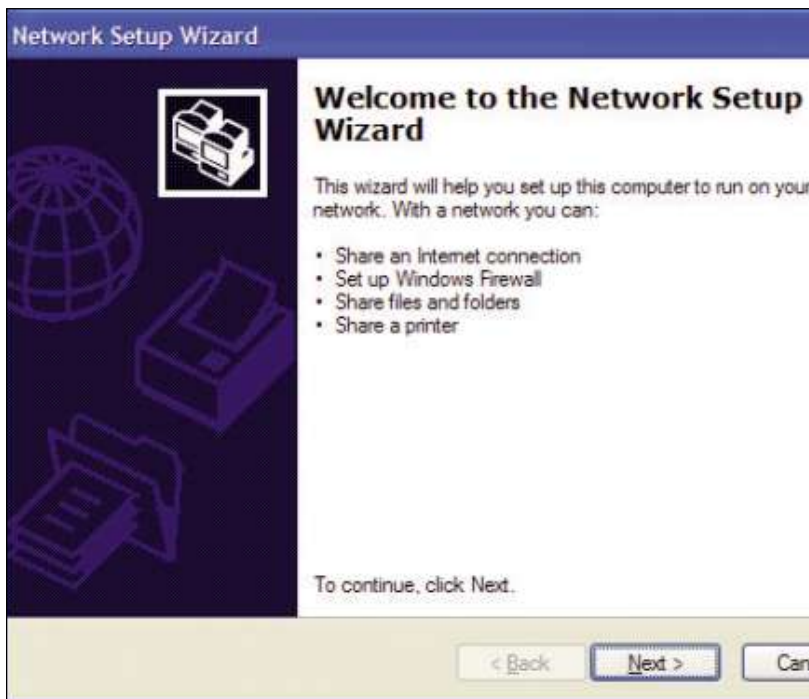 Network Setup Wizard
Welcome to the Network Setup
Wizard
This wizard will help you set up this computer to run on your
network. With a network you can:
• Share an Internet connection
• Set up Windows Firewall
• Share files and folders
• Share a printer
To continue, click Next.
< Back Next > Can